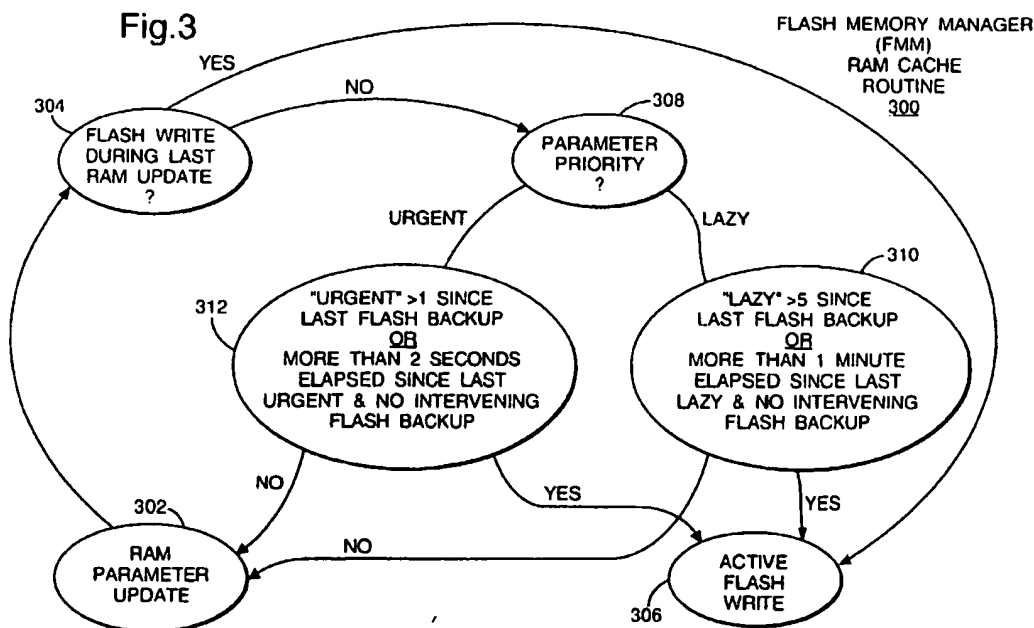 Fig.3
FLASH MEMORY MANAGER
(FMM)
RAM CACHE
ROUTINE
300
YES
NO
304
FLASH WRITE
DURING LAST
RAM UPDATE
?
308
PARAMETER
PRIORITY
?
URGENT
LAZY
312
"URGENT" >1 SINCE
LAST FLASH BACKUP
OR
MORE THAN 2 SECONDS
ELAPSED SINCE LAST
URGENT & NO INTERVENING
FLASH BACKUP
310
"LAZY" >5 SINCE
LAST FLASH BACKUP
OR
MORE THAN 1 MINUTE
ELAPSED SINCE LAST
LAZY & NO INTERVENING
FLASH BACKUP
NO
YES
YES
NO
302
RAM
PARAMETER
UPDATE
306
ACTIVE
FLASH
WRITE